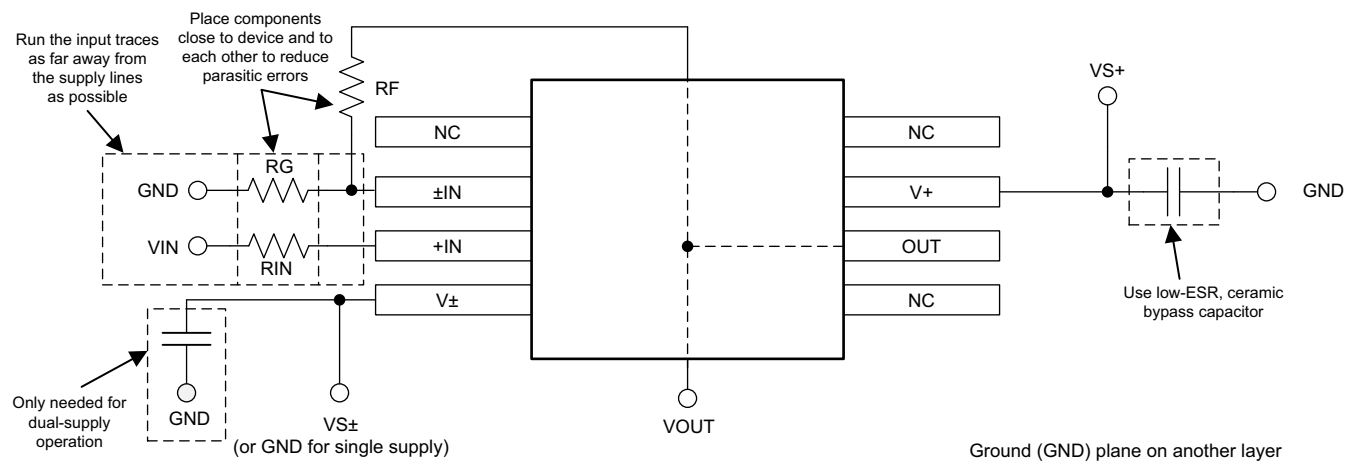 Place components
close to device and to
each other to reduce
parasitic errors
Run the input traces
as far away from
the supply lines
as possible
RF
VS+
NC
NC
RG
GND
±IN
V+
GND
VIN
+IN
OUT
RIN
V±
NC
Use low-ESR, ceramic
bypass capacitor
Only needed for
dual-supply
operation
GND
VS±
(or GND for single supply)
VOUT
Ground (GND) plane on another layer